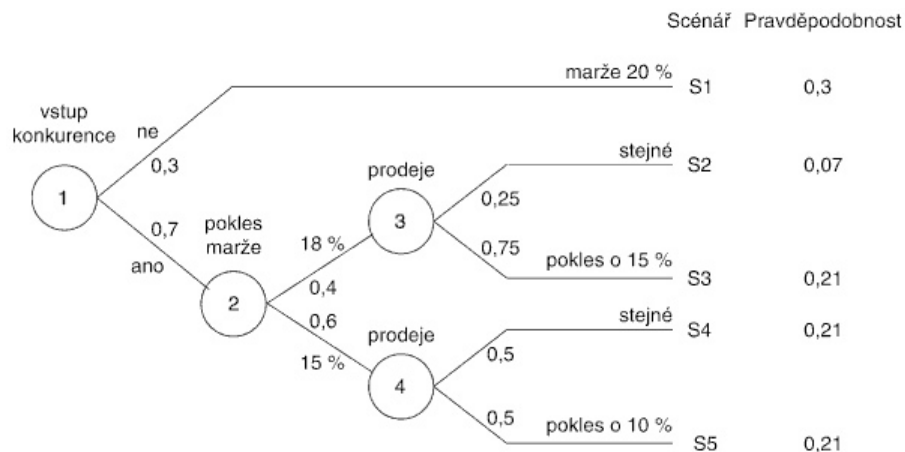 Scénář Pravděpodobnost
marže 20 %
S1 0,3
vstup
konkurence
ne
0,3
1
0,7
ano
pokles
marže
2
18 %
0,4
0,6
15 %
prodeje
3
stejné
0,25
S2 0,07
0,75
pokles o 15 %
S3 0,21
prodeje
4
stejné
0,5
S4 0,21
0,5
pokles o 10 %
S5 0,21